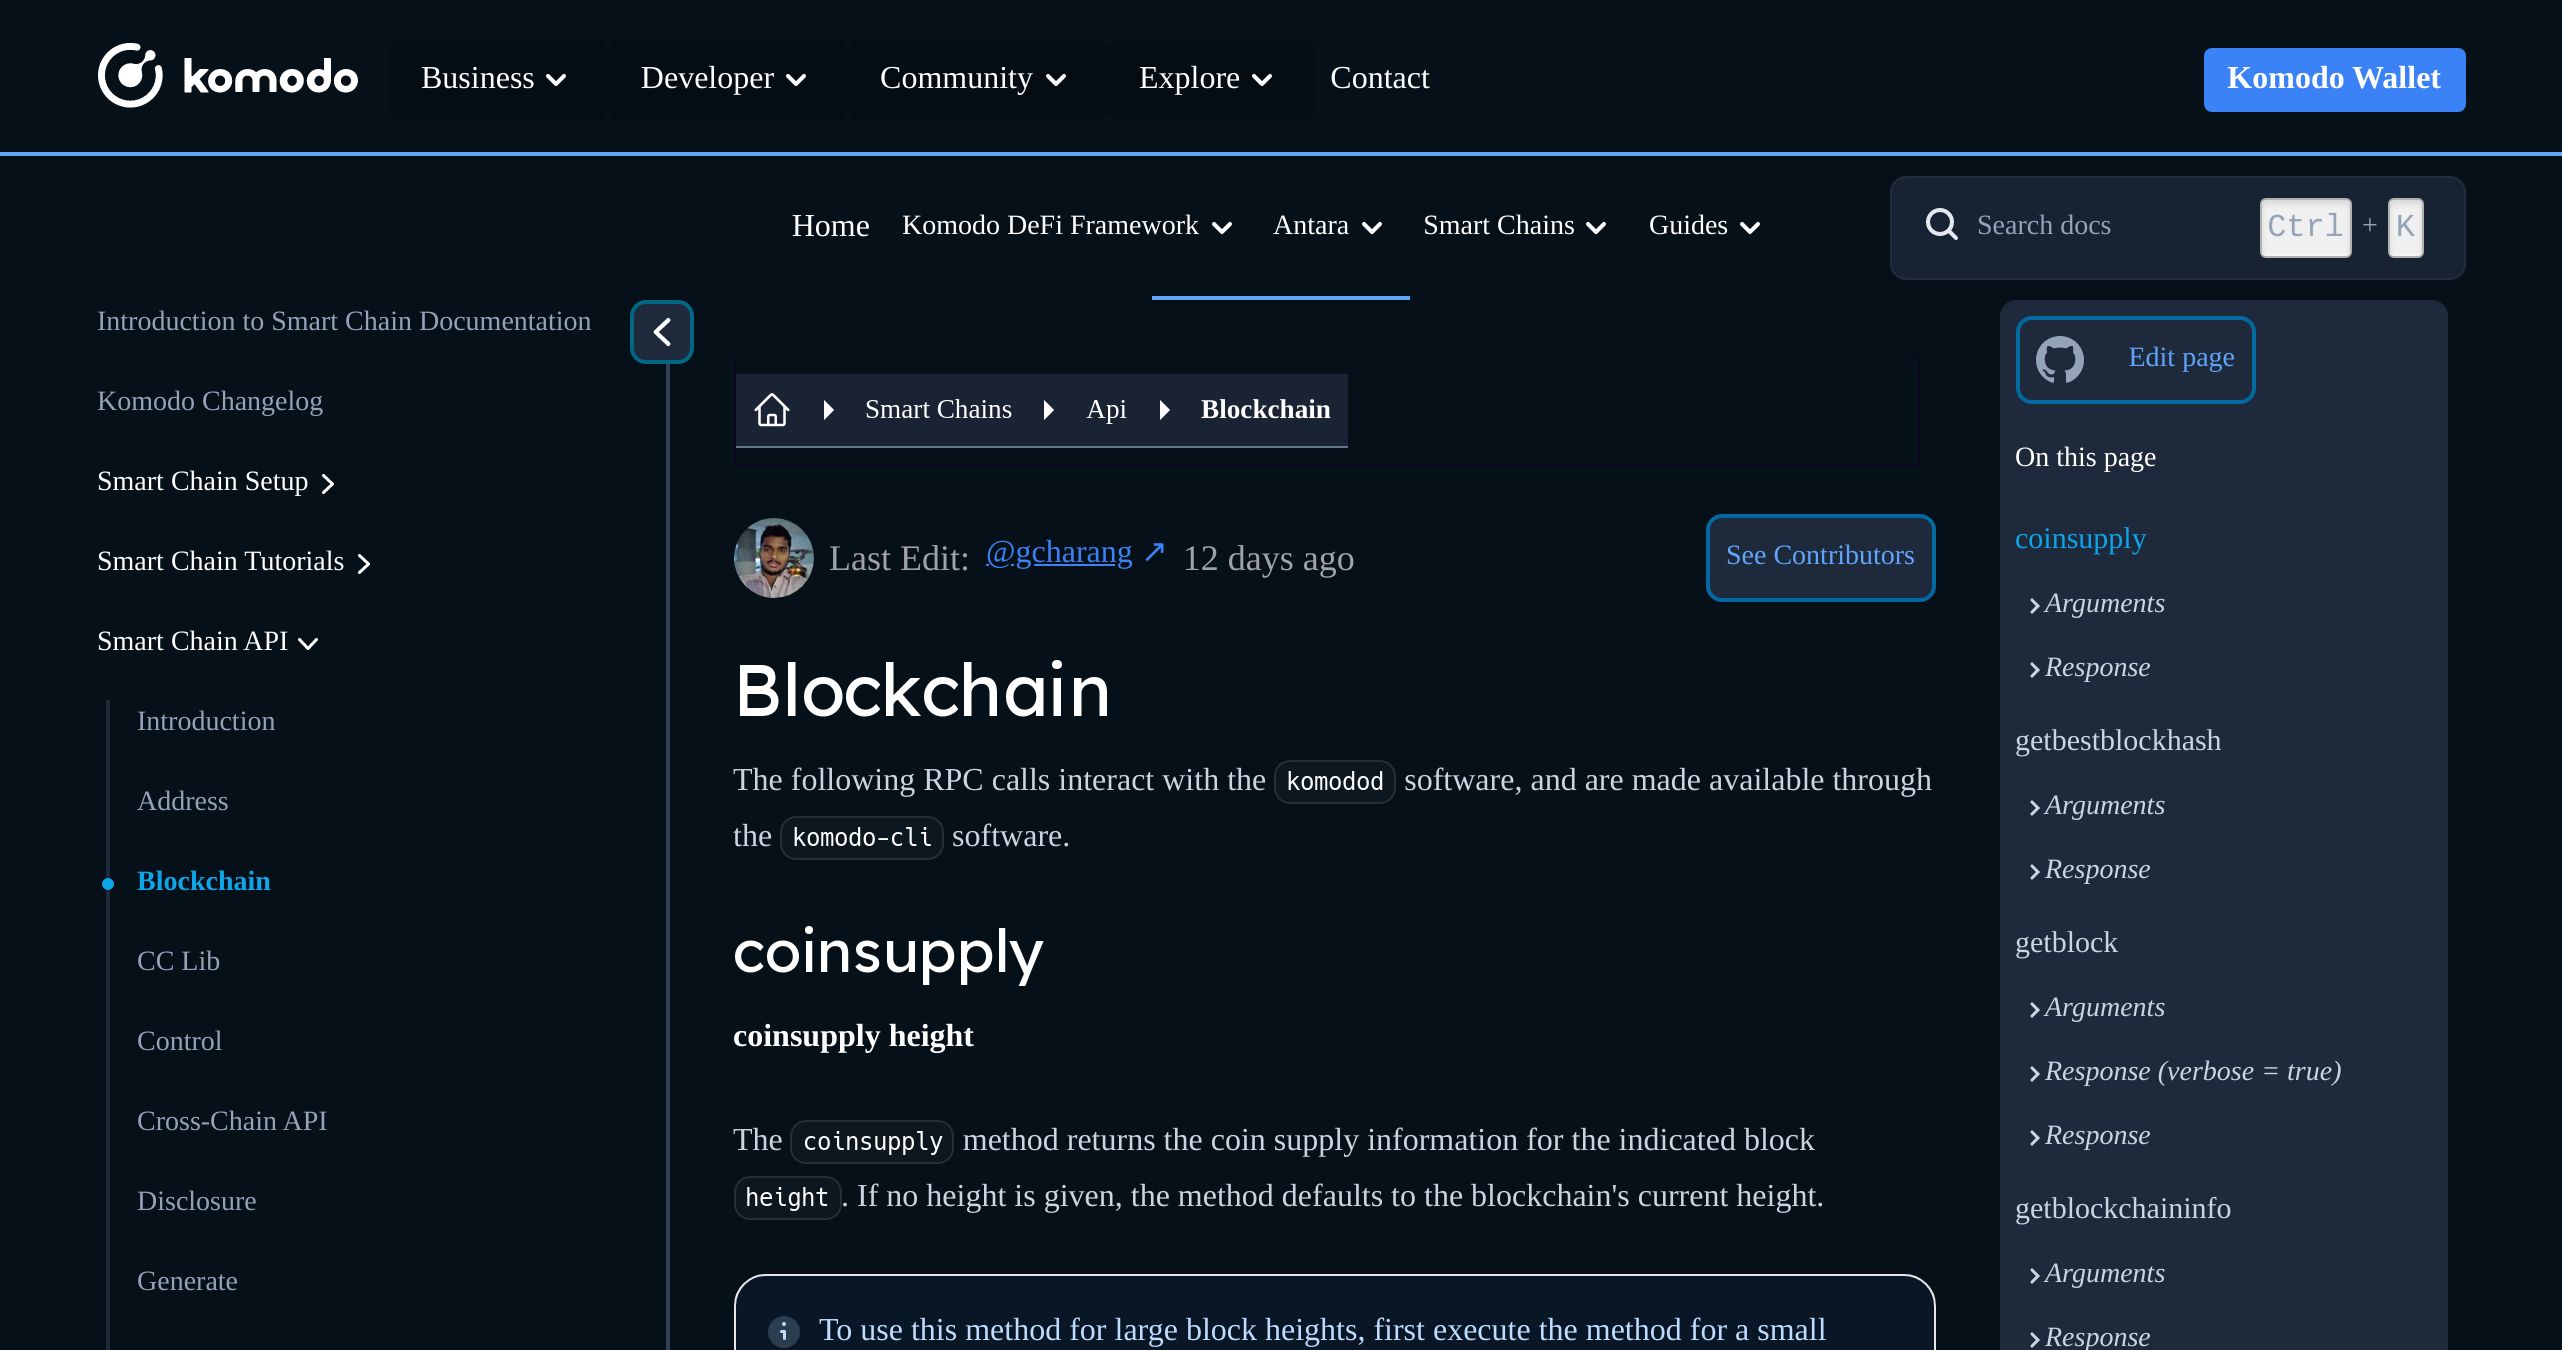 komodo
Business
Developer
Community
Explore
Contact
Komodo Wallet
Home
Komodo DeFi Framework
Antara
Smart Chains
Guides
Search docs
Ctrl + K
Introduction to Smart Chain Documentation
Komodo Changelog
Smart Chain Setup
Smart Chain Tutorials
Smart Chain API
Introduction
Address
Blockchain
CC Lib
Control
Cross-Chain API
Disclosure
Generate
Smart Chains
Api
Blockchain
Last Edit: @gcharang ↗ 12 days ago
See Contributors
Blockchain
The following RPC calls interact with the komodod software, and are made available through
the komodo-cli software.
coinsupply
coinsupply height
The coinsupply method returns the coin supply information for the indicated block
height. If no height is given, the method defaults to the blockchain's current height.
To use this method for large block heights, first execute the method for a small
Edit page
On this page
coinsupply
Arguments
Response
getbestblockhash
Arguments
Response
getblock
Arguments
Response (verbose = true)
Response
getblockchaininfo
Arguments
Response